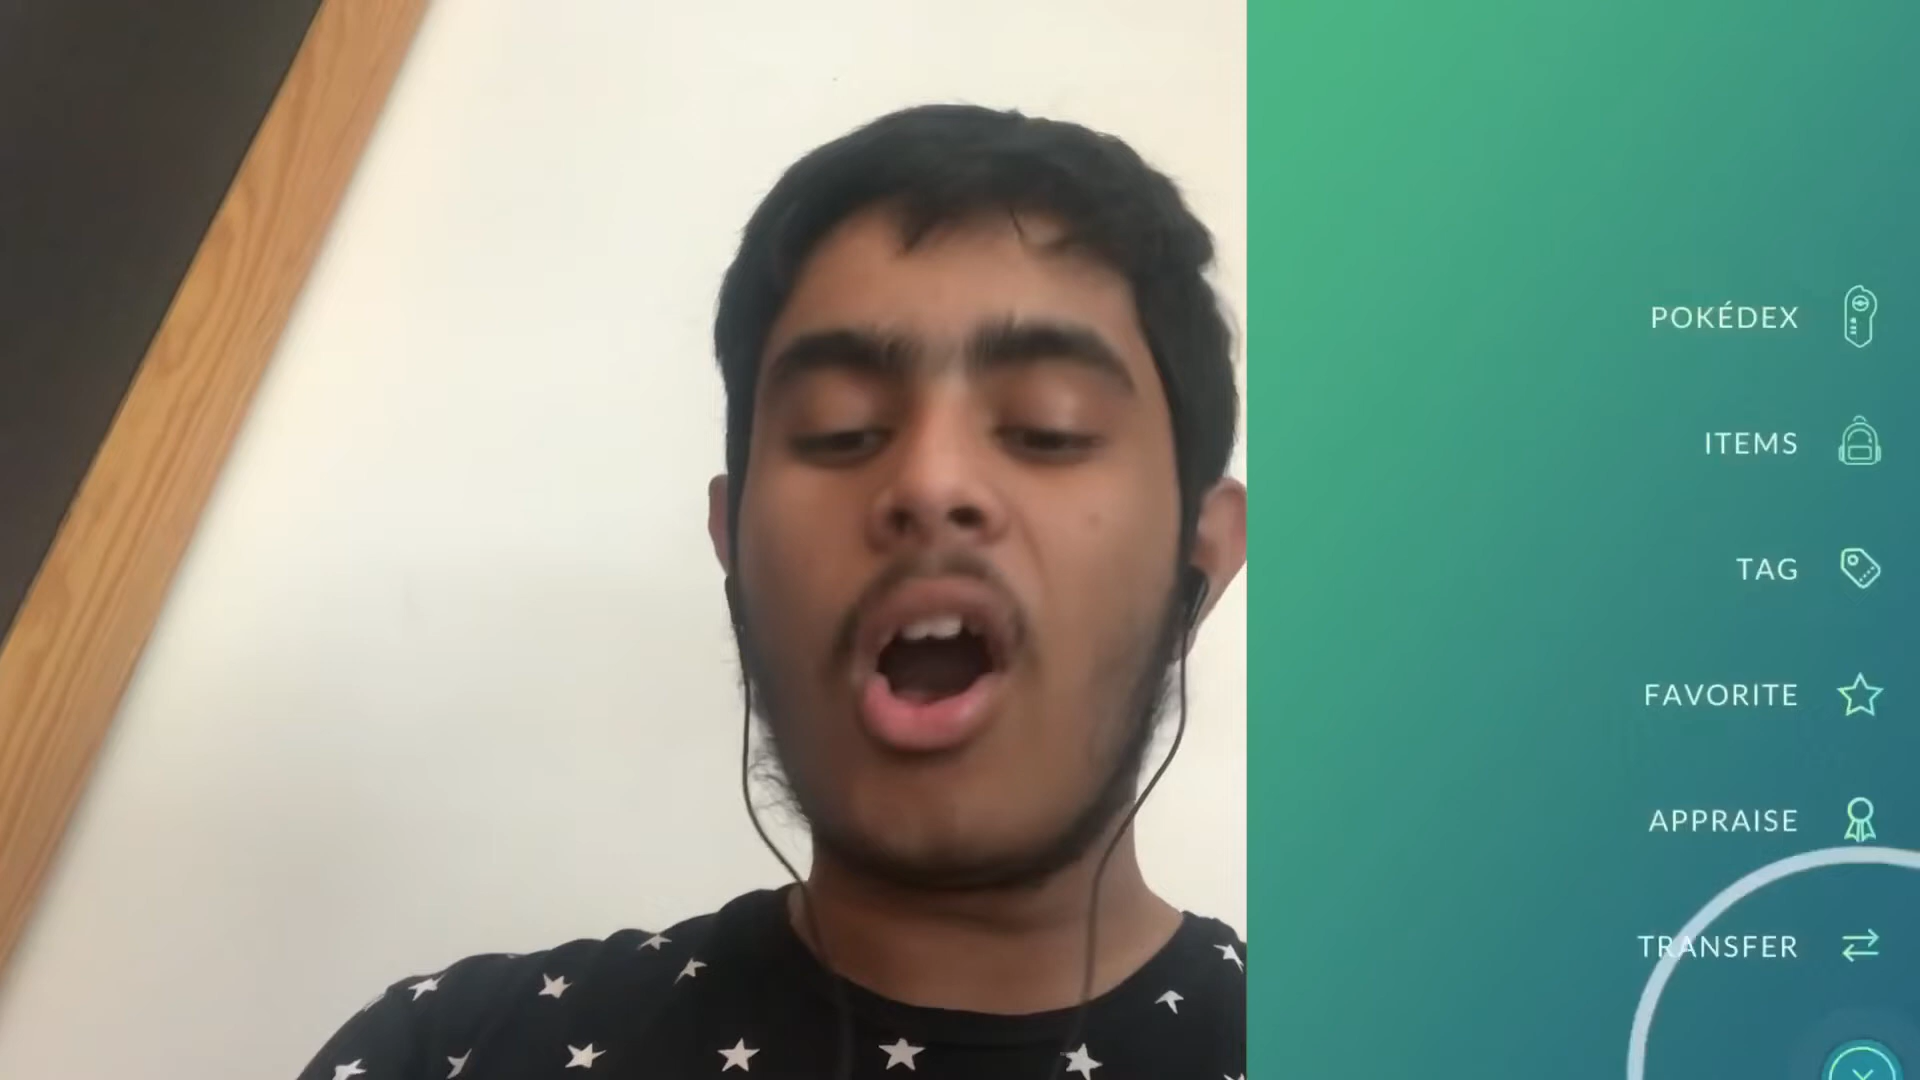 POKÉDEX
ITEMS
TAG
FAVORITE
APPRAISE
TRANSFER